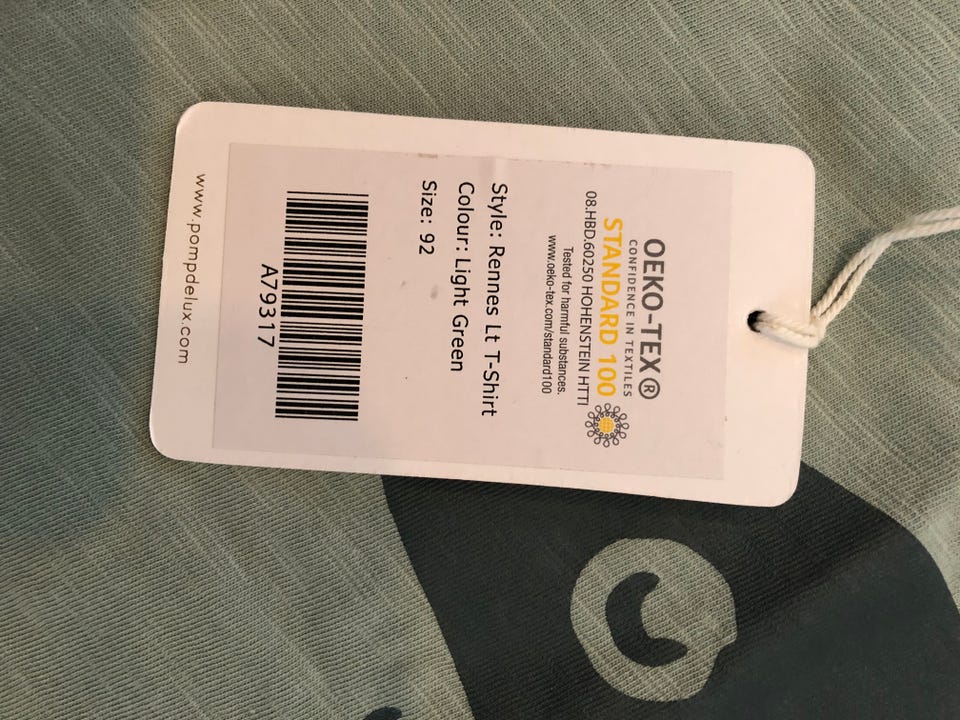 OEKO-TEX®
CONFIDENCE IN TEXTILES
STANDARD 100
08.HBD.60250 HOHENSTEIN HTTI
Tested for harmful substances.
www.oeko-tex.com/standard100
Style: Rennes Lt T-Shirt
Colour: Light Green
Size: 92
A79317
www.pompdelux.com